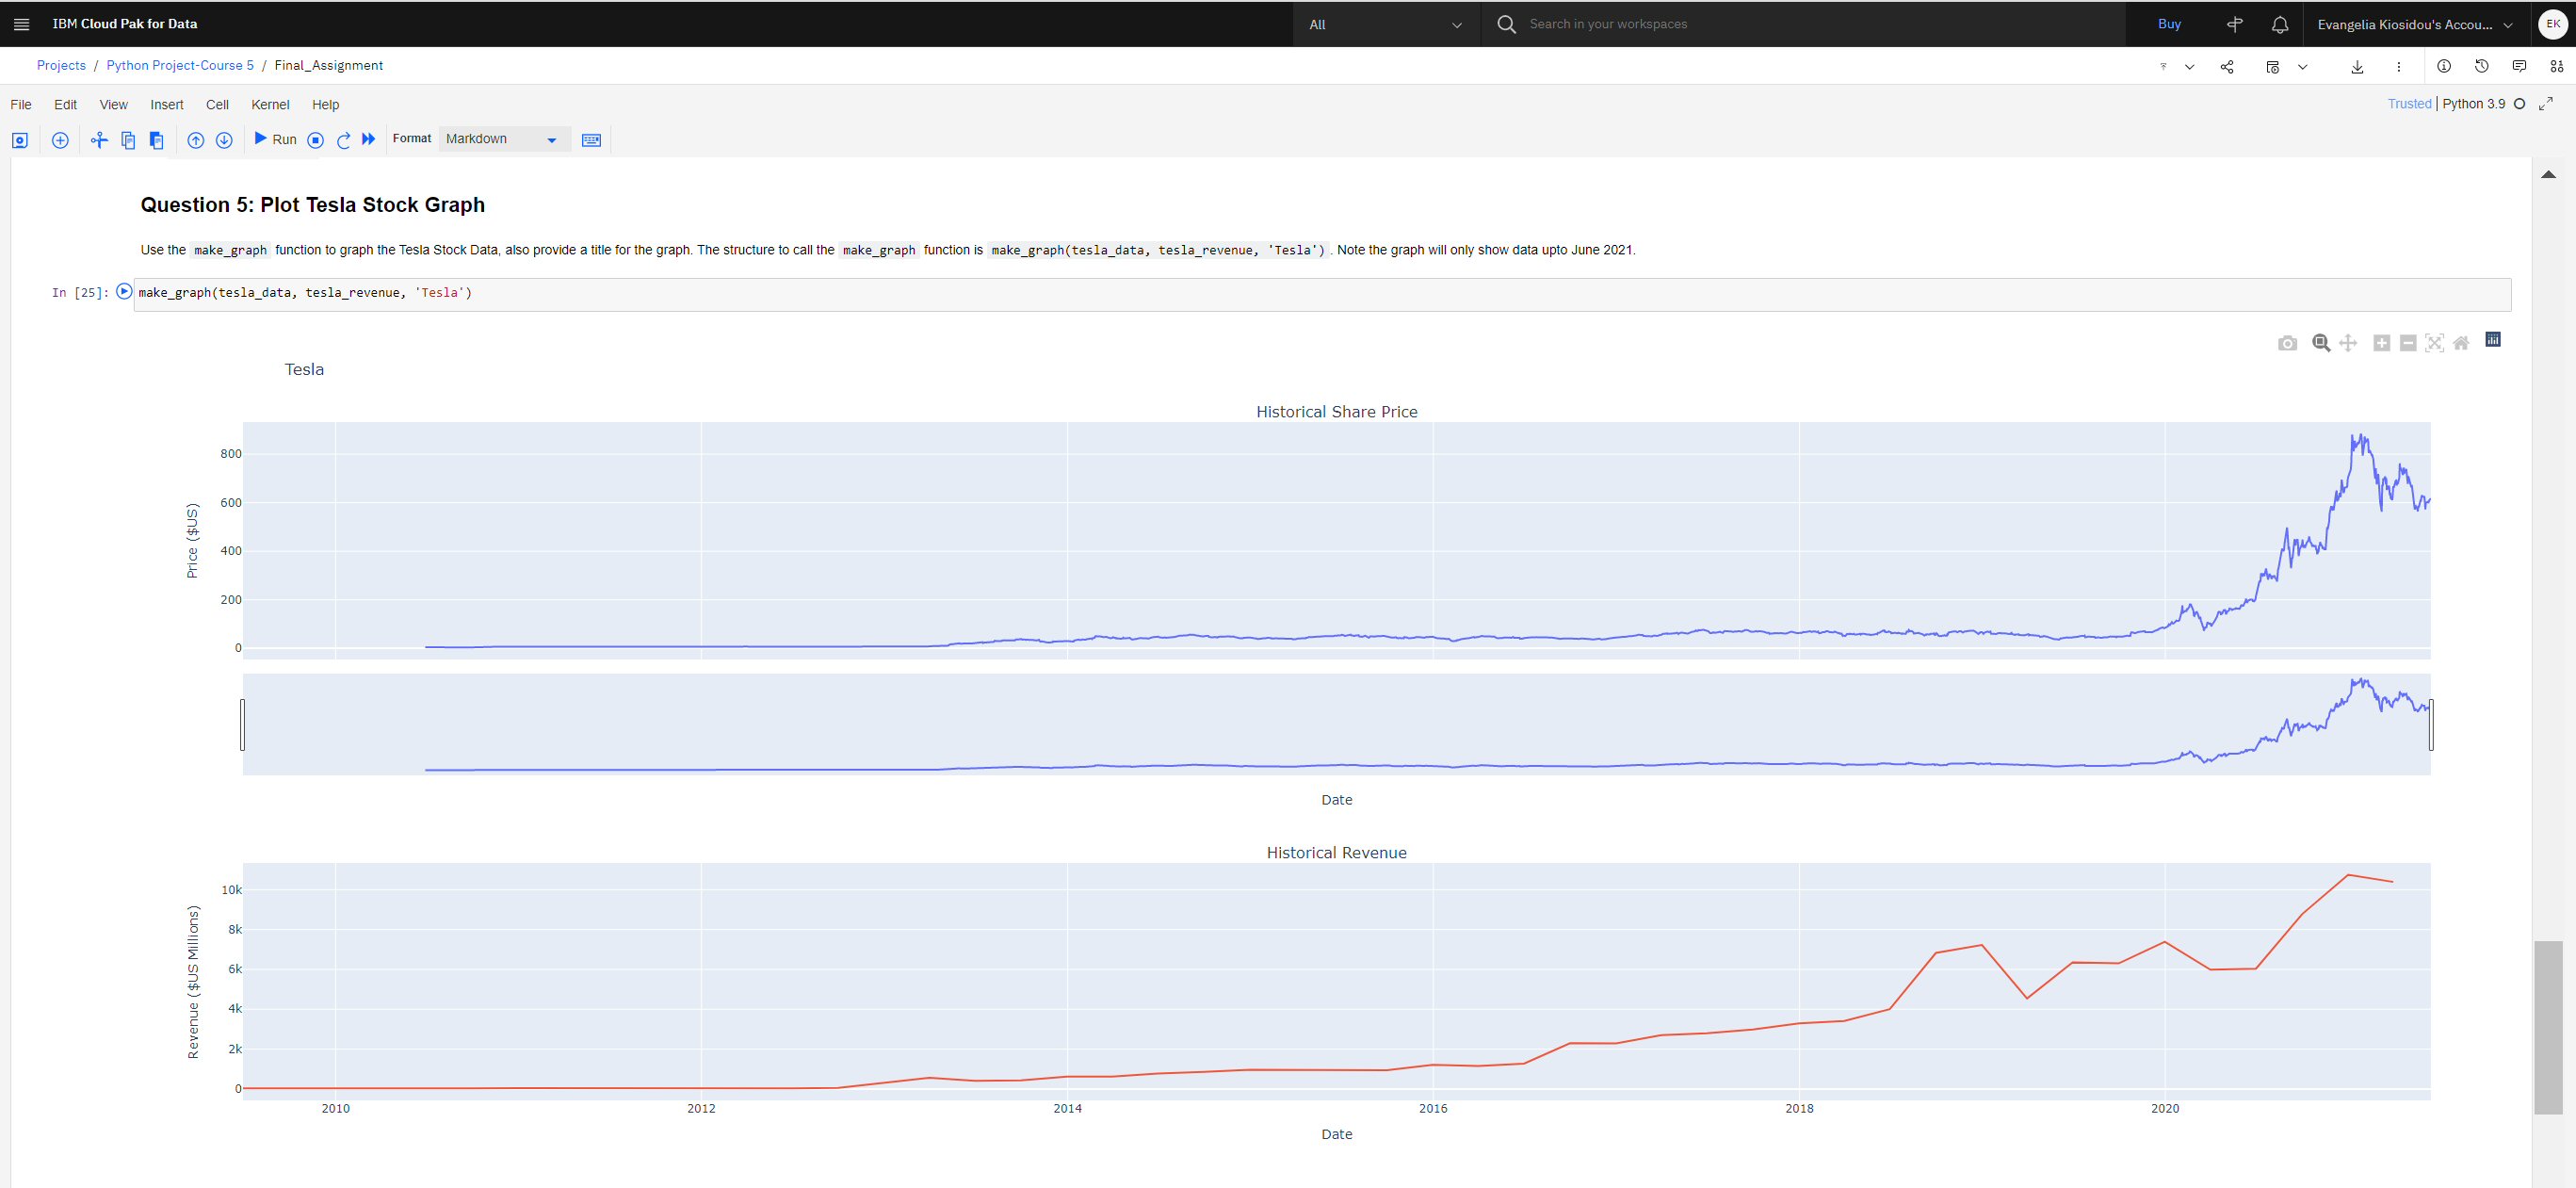 IBM Cloud Pak for Data
All
Search in your workspaces
Buy
Evangelia Kiosidou's Accou...
EK
Projects / Python Project-Course 5 / Final_Assignment
File Edit View Insert Cell Kernel Help
Trusted | Python 3.9
Run
Format
Markdown
Question 5: Plot Tesla Stock Graph
Use the make_graph function to graph the Tesla Stock Data, also provide a title for the graph. The structure to call the make_graph function is make_graph(tesla_data, tesla_revenue, 'Tesla') . Note the graph will only show data upto June 2021.
In [25]:
make_graph(tesla_data, tesla_revenue, 'Tesla')
Tesla
Historical Share Price
Price ($US)
800
600
400
200
0
Date
Historical Revenue
Revenue ($US Millions)
10k
8k
6k
4k
2k
0
2010 2012 2014 2016 2018 2020
Date